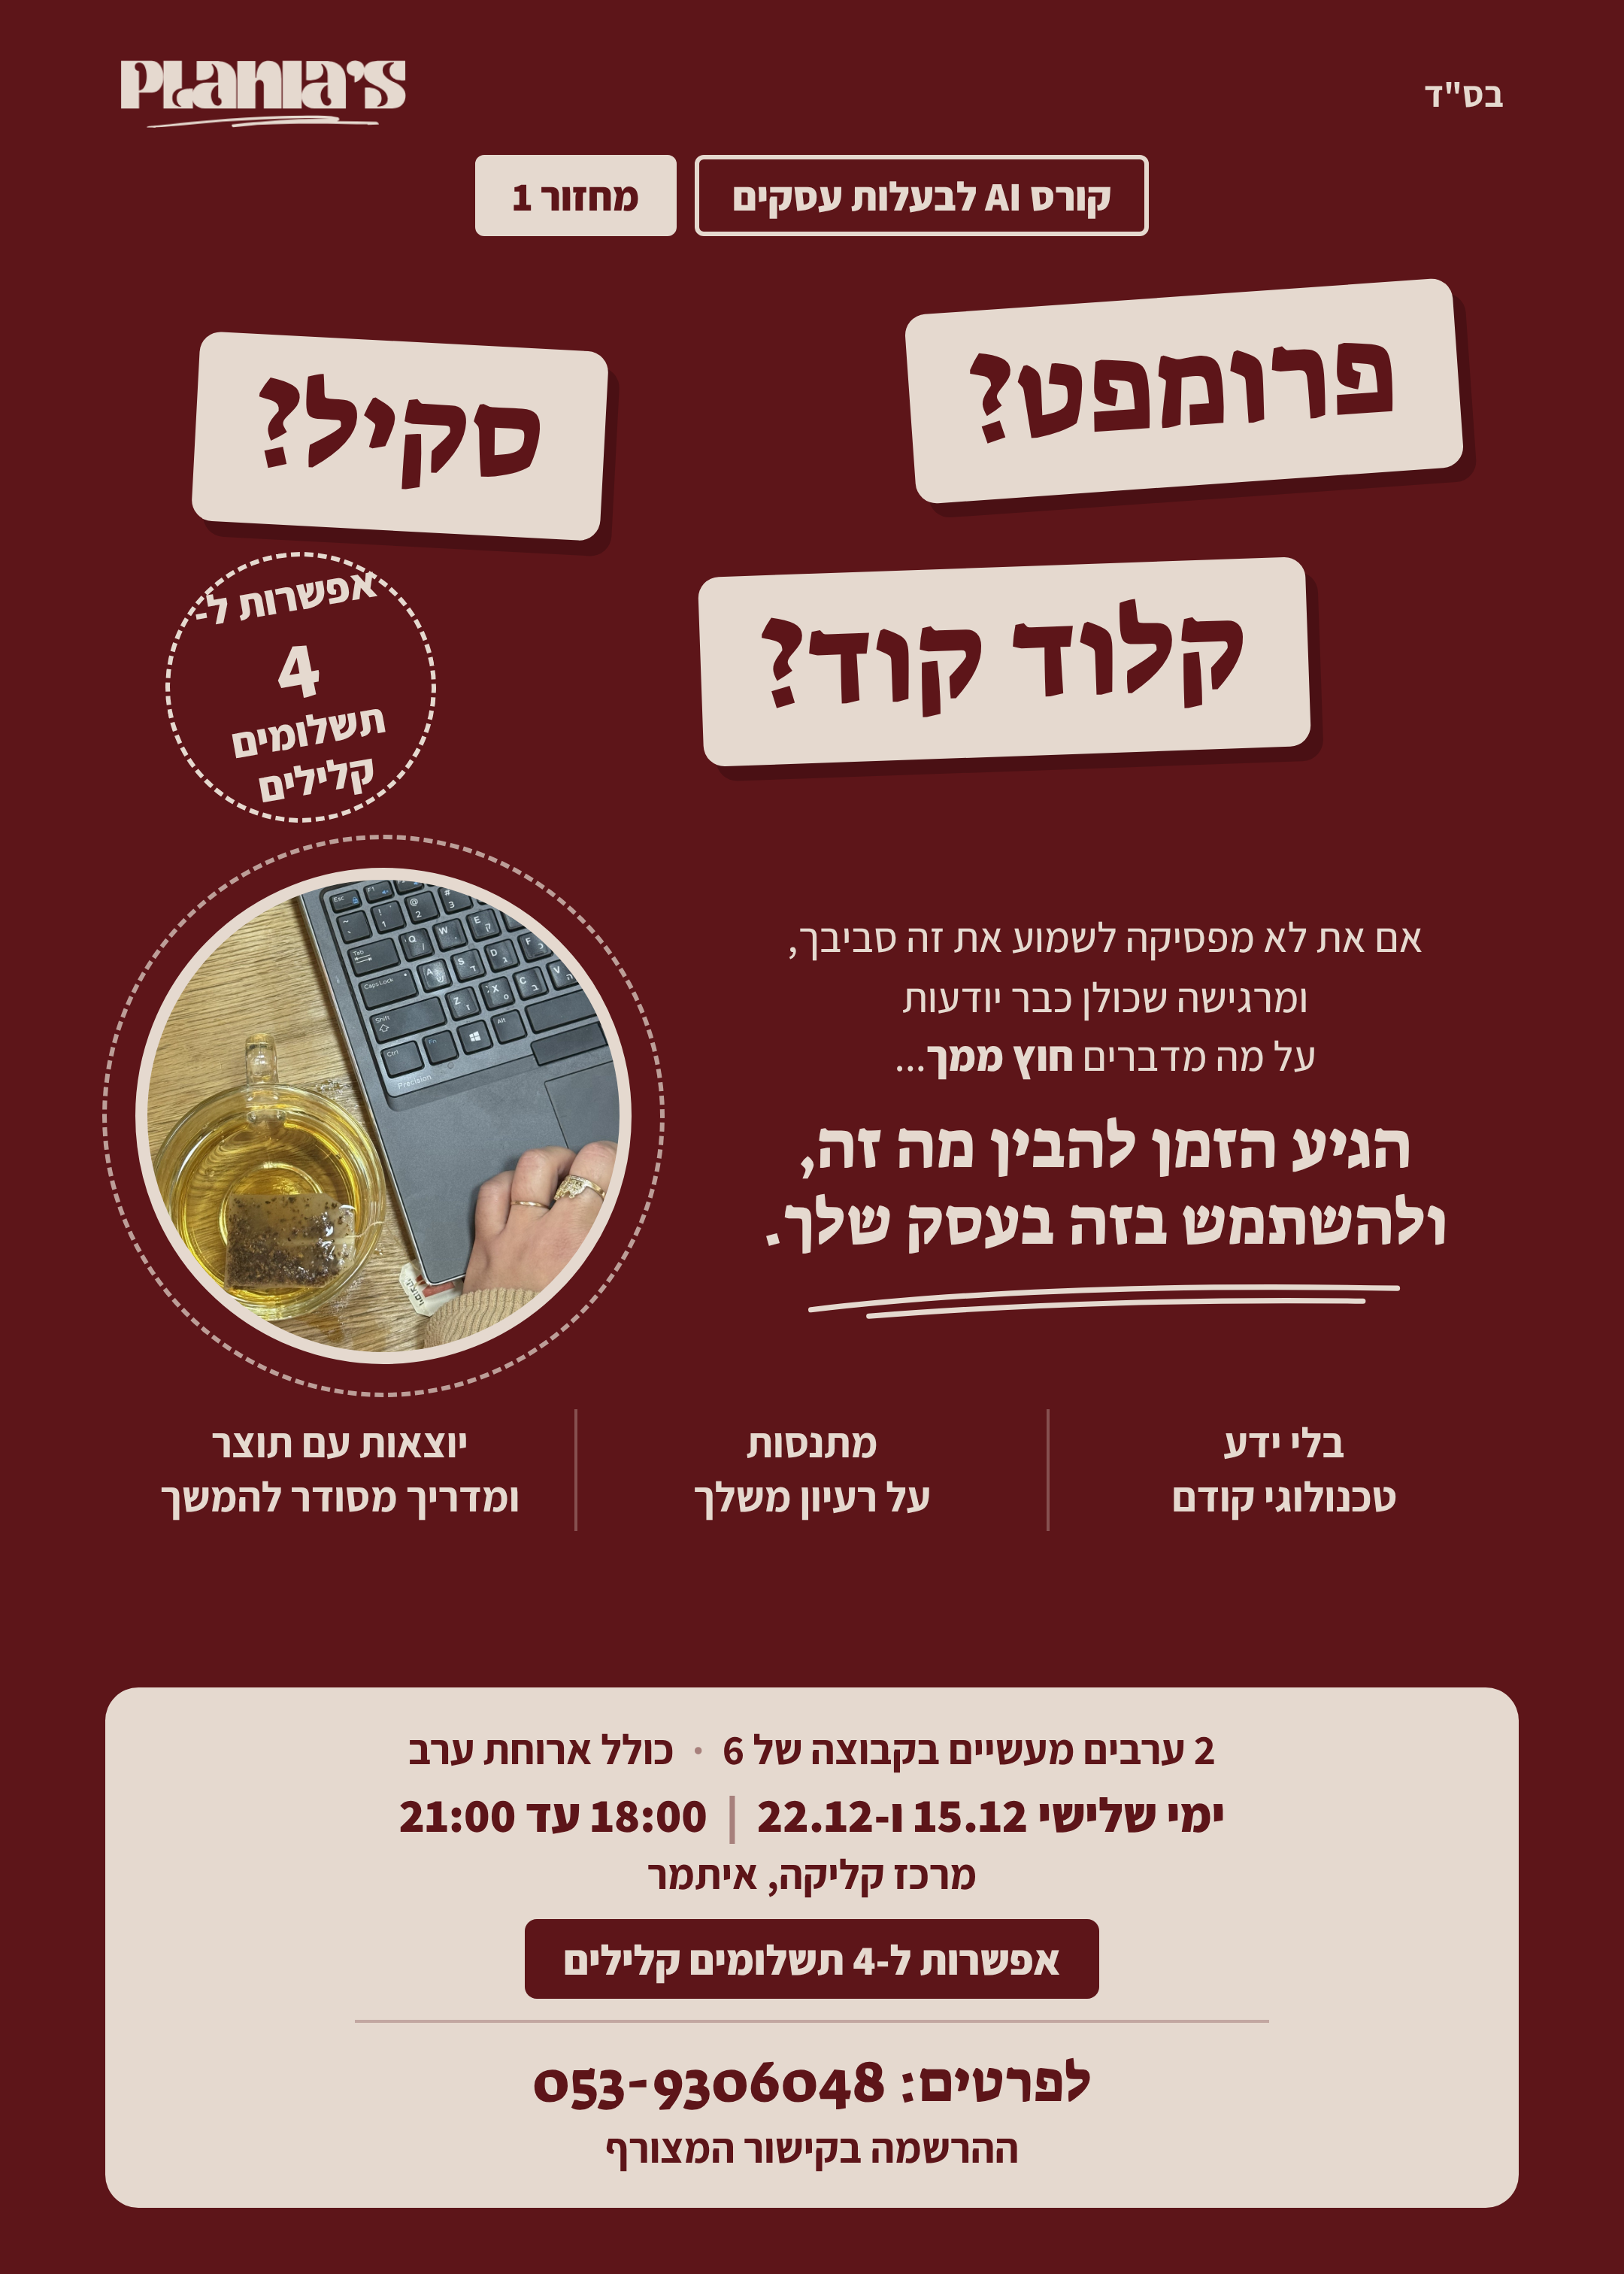 בס"ד
PLANIA'S
קורס AI לבעלות עסקים
מחזור 1
פרומפט?
סקיל?
קלוד קוד?
אפשרות ל-
4
תשלומים
קלילים
אם את לא מפסיקה לשמוע את זה סביבך,
ומרגישה שכולן כבר יודעות
על מה מדברים חוץ ממך...
הגיע הזמן להבין מה זה,
ולהשתמש בזה בעסק שלך.
בלי ידע
טכנולוגי קודם
מתנסות
על רעיון משלך
יוצאות עם תוצר
ומדריך מסודר להמשך
2 ערבים מעשיים בקבוצה של 6 • כולל ארוחת ערב
ימי שלישי 15.12 ו-22.12 | 18:00 עד 21:00
מרכז קליקה, איתמר
אפשרות ל-4 תשלומים קלילים
לפרטים: 053-9306048
ההרשמה בקישור המצורף